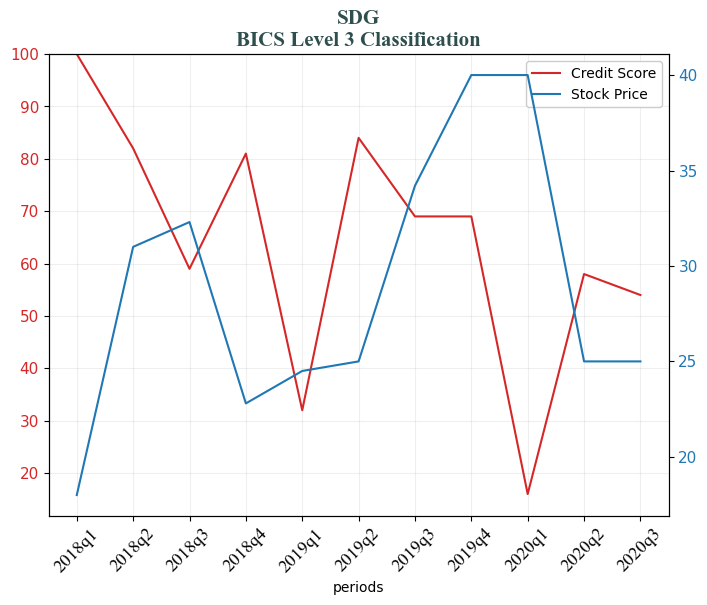 SDG
BICS Level 3 Classification
100
90
80
70
60
50
40
30
20
40
35
30
25
20
Credit Score
Stock Price
2018q1
2018q2
2018q3
2018q4
2019q1
2019q2
2019q3
2019q4
2020q1
2020q2
2020q3
periods